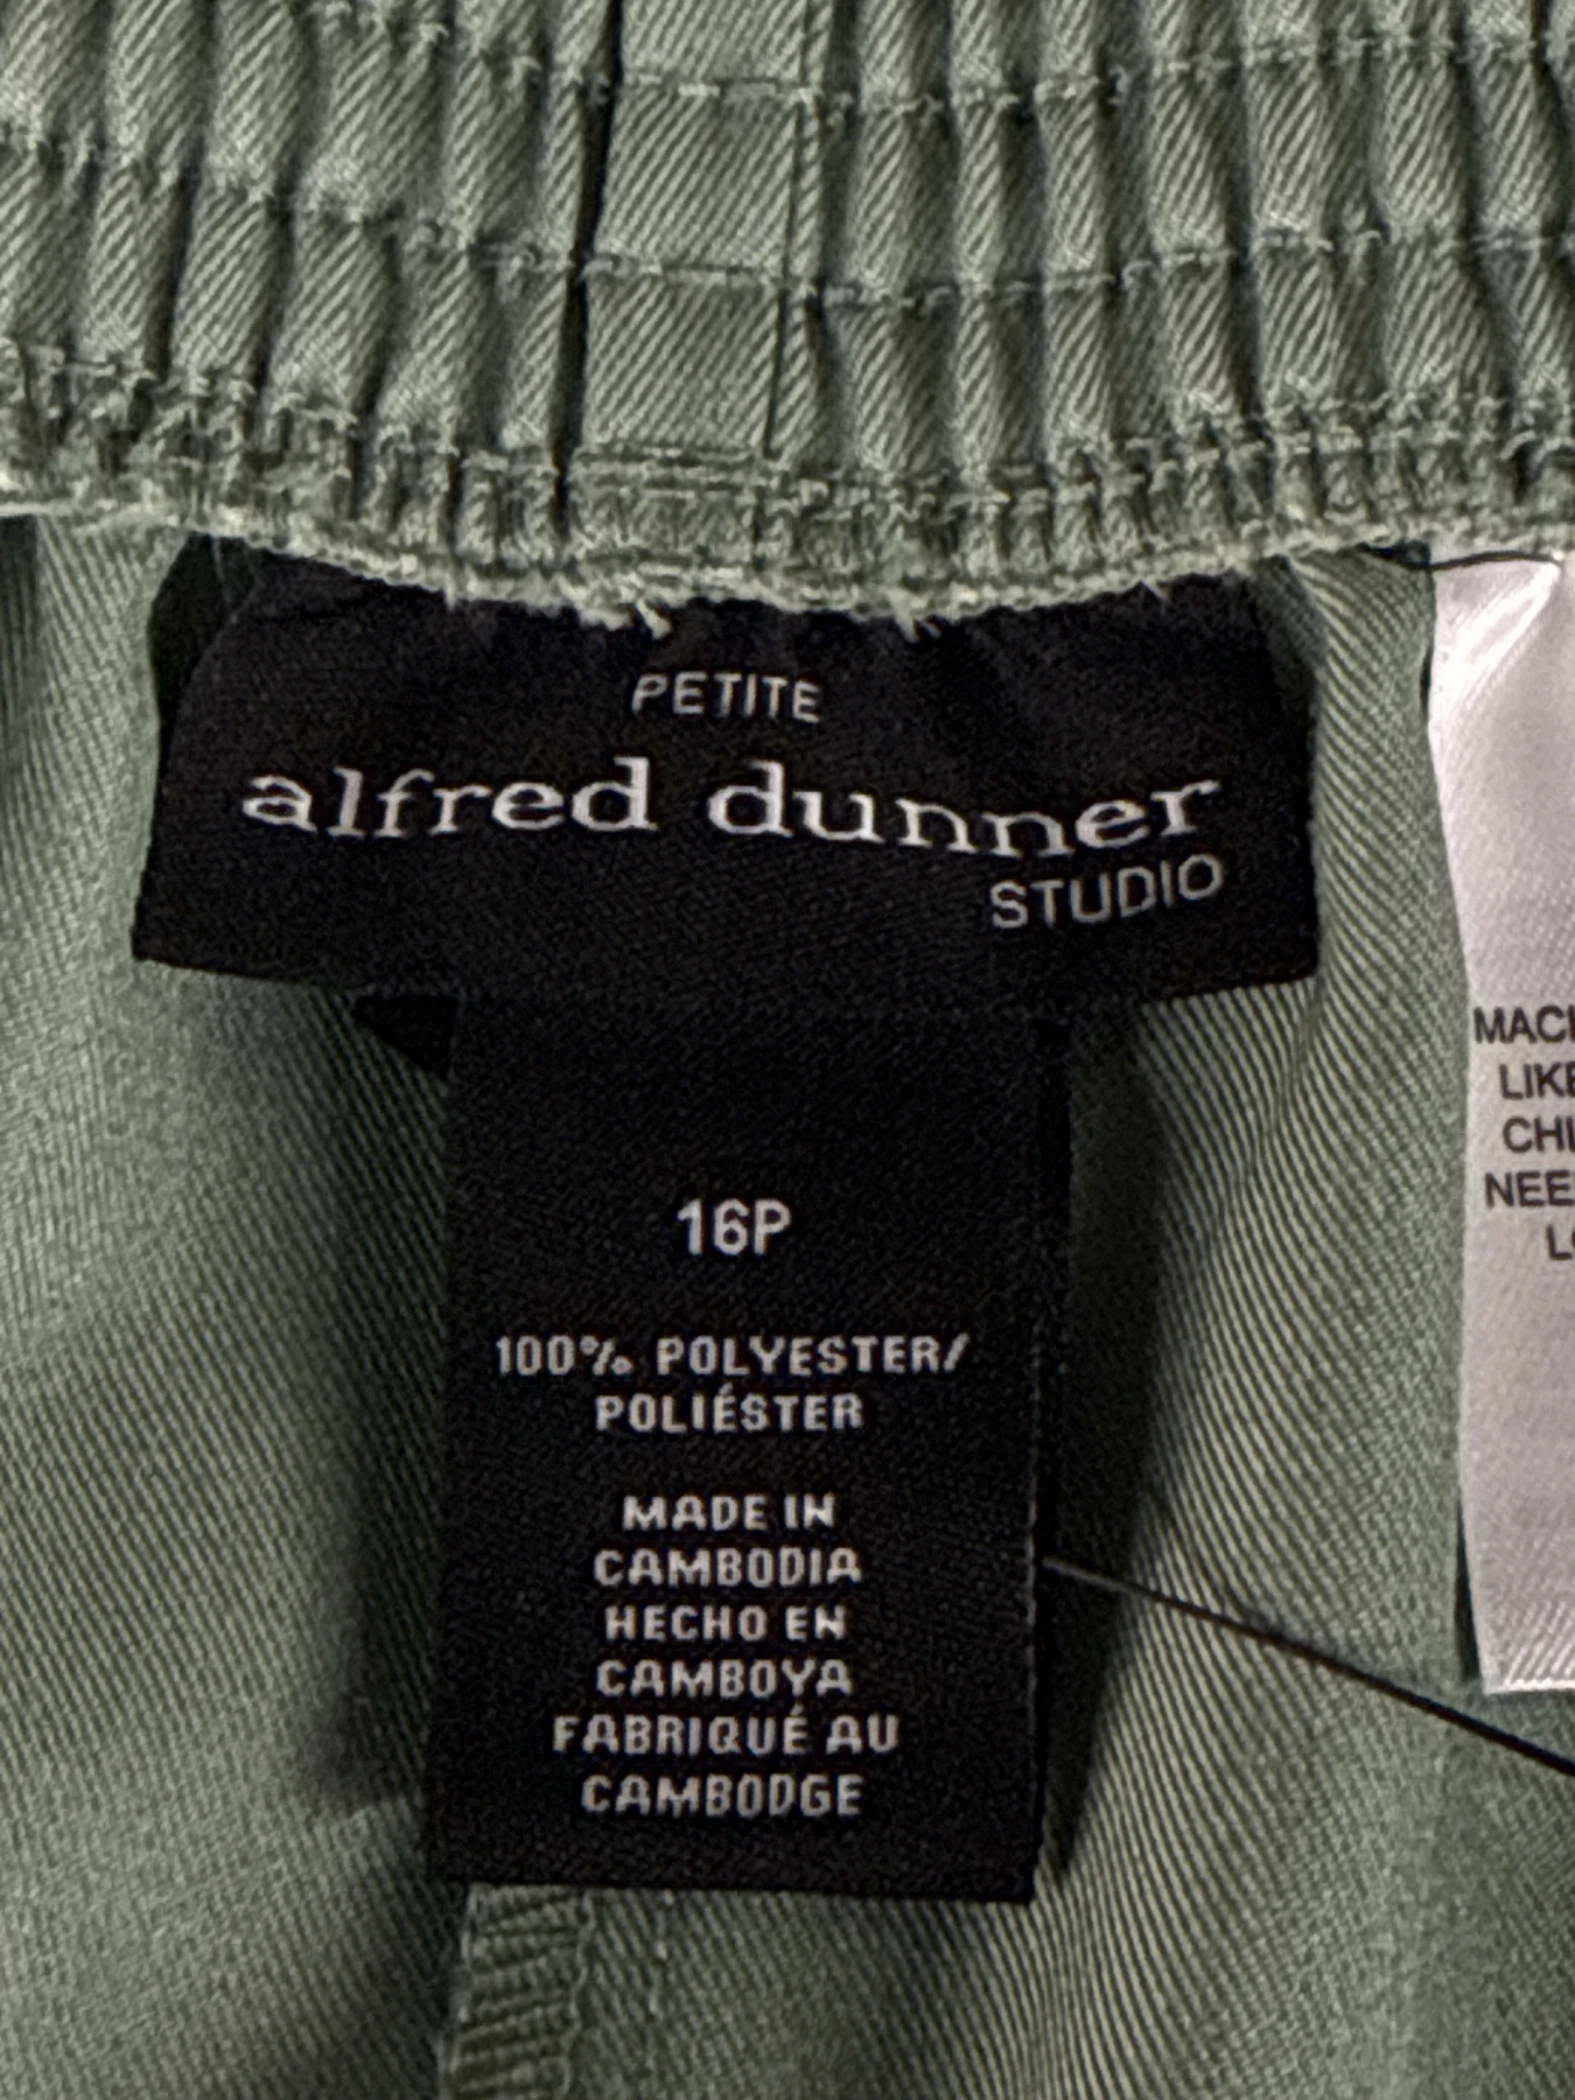 PETITE
alfred dunner
STUDIO
16P
100% POLYESTER/
POLIÉSTER
MADE IN
CAMBODIA
HECHO EN
CAMBOYA
FABRIQUÉ AU
CAMBODGE